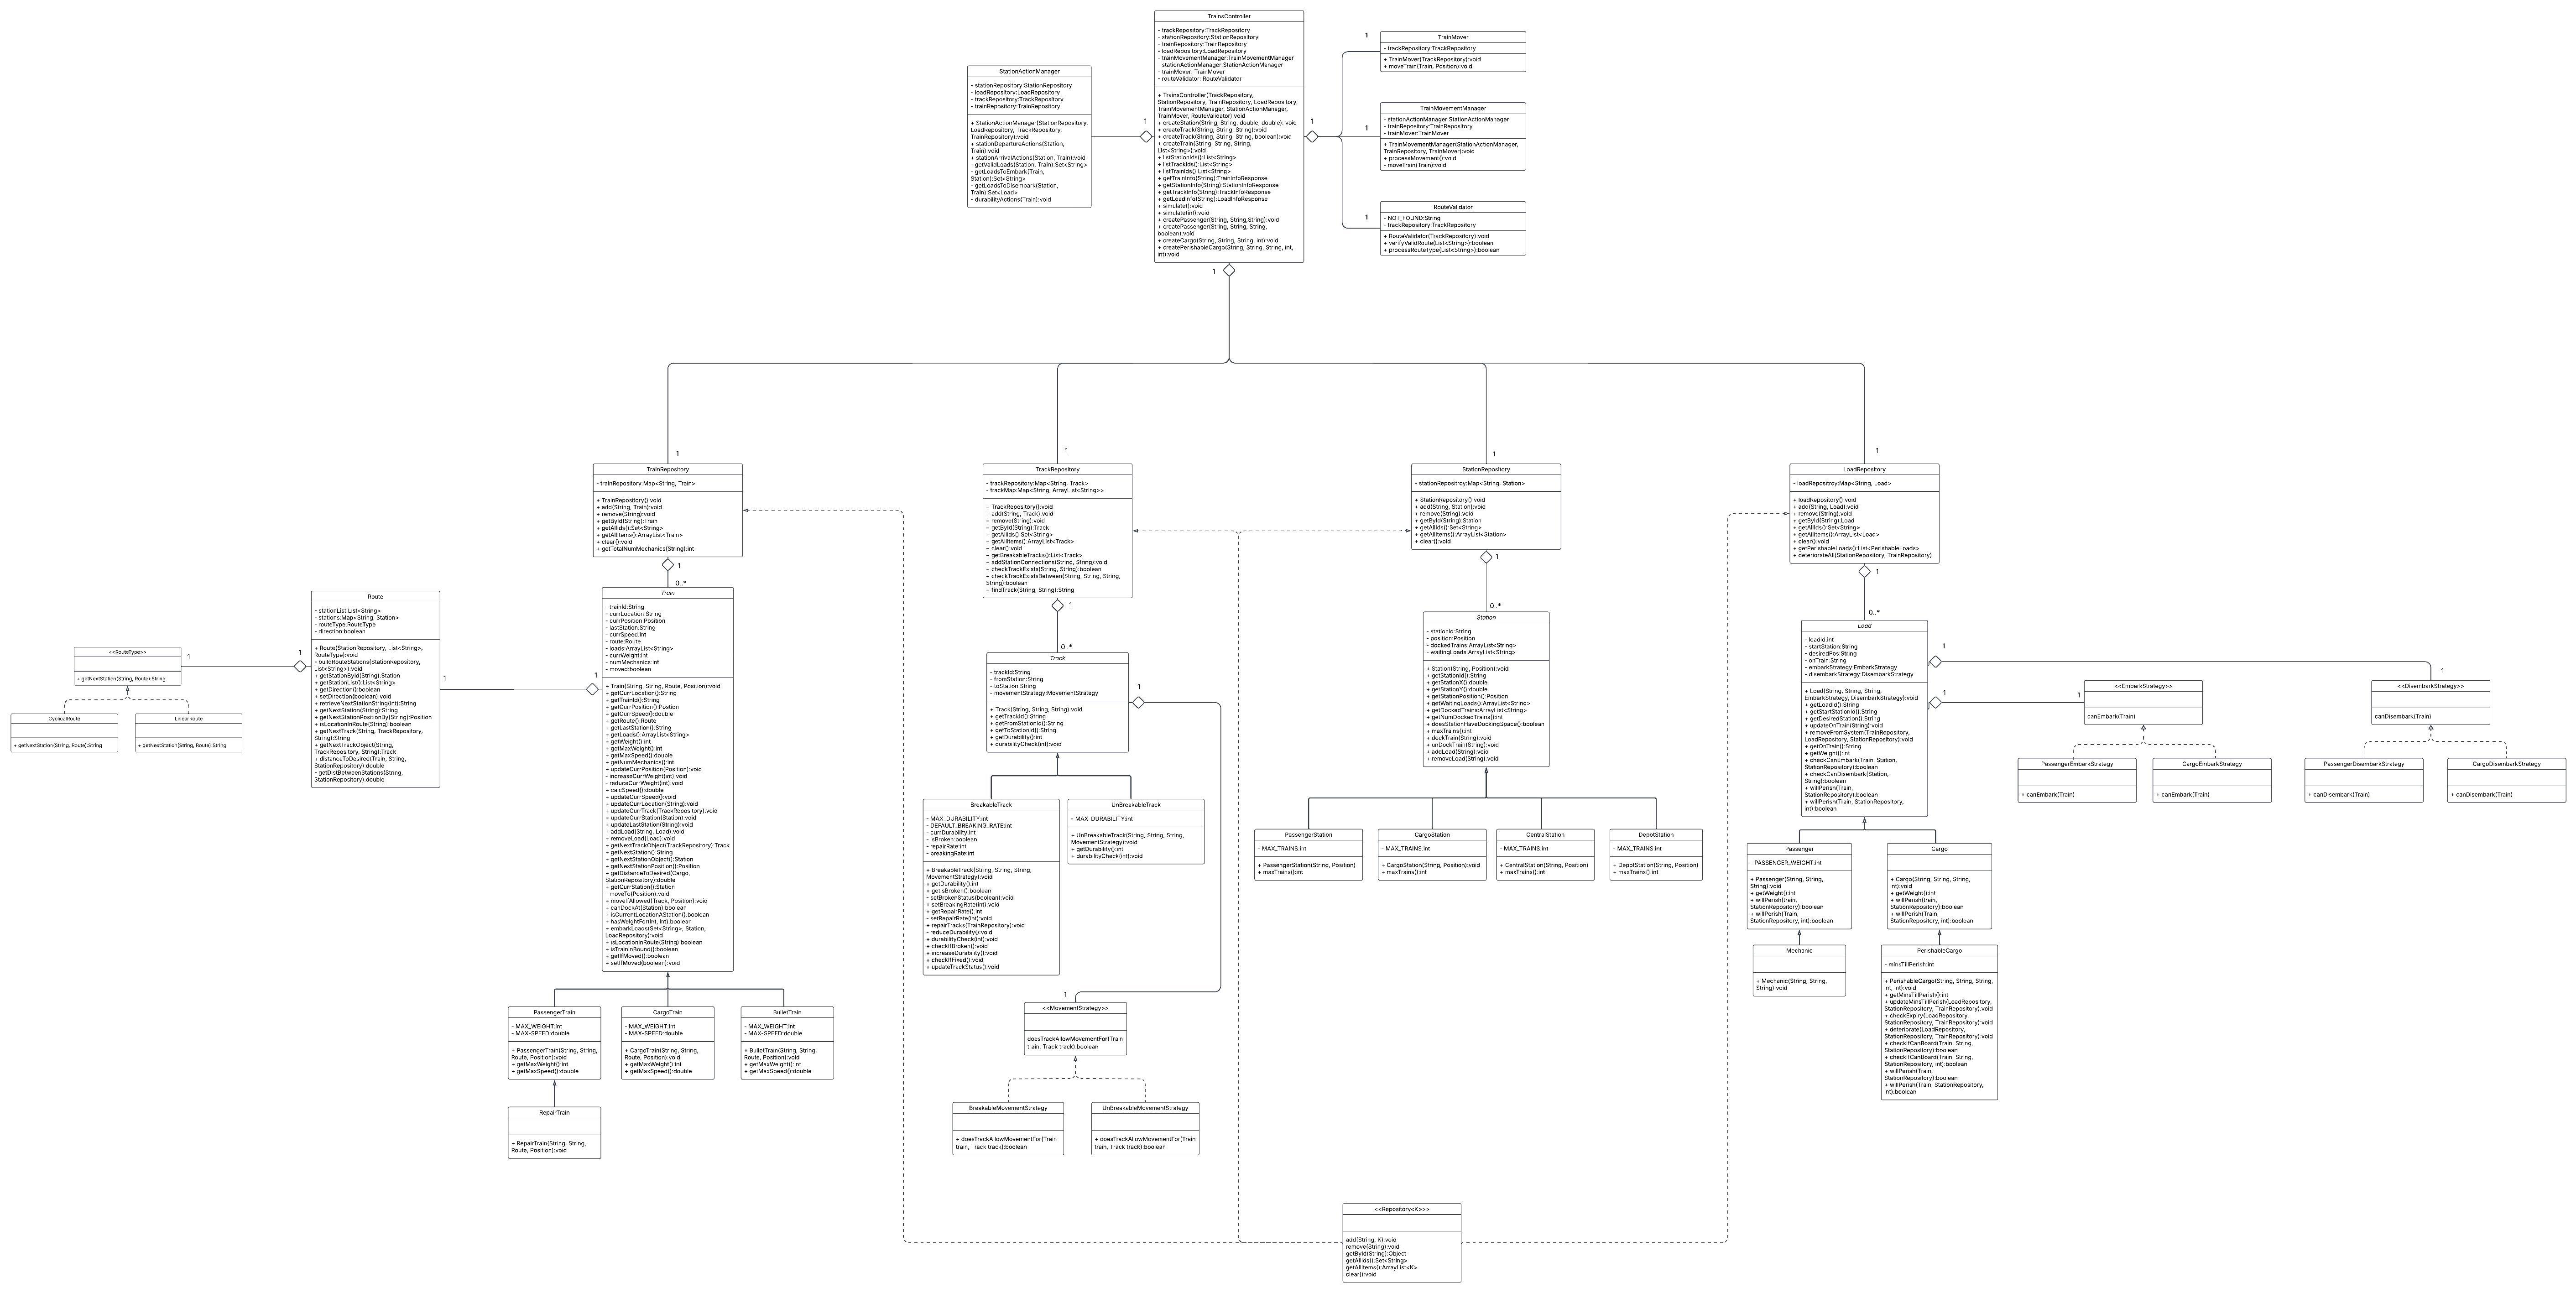 TrainsController
- trackRepository:TrackRepository
- stationRepository:StationRepository
- trainRepository:TrainRepository
- loadRepository:LoadRepository
- trainMovementManager:TrainMovementManager
- stationActionManager:StationActionManager
- trainMover: TrainMover
- routeValidator: RouteValidator
+ TrainsController(TrackRepository,
StationRepository, TrainRepository, LoadRepository,
TrainMovementManager, StationActionManager,
TrainMover, RouteValidator):void
+ createStation(String, String, double, double): void
+ createTrack(String, String, String):void
+ createTrack(String, String, String, boolean):void
+ createTrain(String, String, String,
List<String>):void
+ listStationIds():List<String>
+ listTrackIds():List<String>
+ listTrainIds():List<String>
+ getTrainInfo(String):TrainInfoResponse
+ getStationInfo(String):StationInfoResponse
+ getTrackInfo(String):TrackInfoResponse
+ getLoadInfo(String):LoadInfoResponse
+ simulate():void
+ simulate(int):void
+ createPassenger(String, String,String):void
+ createPassenger(String, String, String,
boolean):void
+ createCargo(String, String, String, int):void
+ createPerishableCargo(String, String, String, int,
int):void
StationActionManager
- stationRepository:StationRepository
- loadRepository:LoadRepository
- trackRepository:TrackRepository
- trainRepository:TrainRepository
+ StationActionManager(StationRepository,
LoadRepository, TrackRepository,
TrainRepository):void
+ stationDepartureActions(Station,
Train):void
+ stationArrivalActions(Station, Train):void
- getValidLoads(Station, Train):Set<String>
- getLoadsToEmbark(Train,
Station):Set<String>
- getLoadsToDisembark(Station,
Train):Set<Load>
- durabilityActions(Train):void
1
1
1
TrainMover
- trackRepository:TrackRepository
+ TrainMover(TrackRepository):void
+ moveTrain(Train, Position):void
1
TrainMovementManager
- stationActionManager:StationActionManager
- trainRepository:TrainRepository
- trainMover:TrainMover
+ TrainMovementManager(StationActionManager,
TrainRepository, TrainMover):void
+ processMovement():void
- moveTrain(Train):void
1
RouteValidator
- NOT_FOUND:String
- trackRepository:TrackRepository
+ RouteValidator(TrackRepository):void
+ verifyValidRoute(List<String>):boolean
+ processRouteType(List<String>):boolean
1
1
TrainRepository
- trainRepository:Map<String, Train>
+ TrainRepository():void
+ add(String, Train):void
+ remove(String):void
+ getById(String):Train
+ getAllIds():Set<String>
+ getAllItems():ArrayList<Train>
+ clear():void
+ getTotalNumMechanics(String):int
1
0..*
1
TrackRepository
- trackRepository:Map<String, Track>
- trackMap:Map<String, ArrayList<String>>
+ TrackRepository():void
+ add(String, Track):void
+ remove(String):void
+ getById(String):Track
+ getAllIds():Set<String>
+ getAllItems():ArrayList<Track>
+ clear():void
+ getBreakableTracks():List<Track>
+ addStationConnections(String, String):void
+ checkTrackExists(String, String):boolean
+ checkTrackExistsBetween(String, String, String,
String):boolean
+ findTrack(String, String):String
1
0..*
1
StationRepository
- stationRepositroy:Map<String, Station>
+ StationRepository():void
+ add(String, Station):void
+ remove(String):void
+ getById(String):Station
+ getAllIds():Set<String>
+ getAllItems():ArrayList<Station>
+ clear():void
1
0..*
1
LoadRepository
- loadRepositroy:Map<String, Load>
+ loadRepository():void
+ add(String, Load):void
+ remove(String):void
+ getById(String):Load
+ getAllIds():Set<String>
+ getAllItems():ArrayList<Load>
+ clear():void
+ getPerishableLoads():List<PerishableLoads>
+ deteriorateAll(StationRepository, TrainRepository)
1
0..*
<<RouteType>>
+ getNextStation(String, Route):String
1
1
CyclicalRoute
+ getNextStation(String, Route):String
LinearRoute
+ getNextStation(String, Route):String
Route
- stationList:List<String>
- stations:Map<String, Station>
- routeType:RouteType
- direction:boolean
+ Route(StationRepository, List<String>,
RouteType):void
- buildRouteStations(StationRepository,
List<String>):void
+ getStationById(String):Station
+ getStationList():List<String>
+ getDirection():boolean
+ setDirection(boolean):void
+ retrieveNextStationString(int):String
+ getNextStation(String):String
+ getNextStationPositionBy(String):Position
+ isLocationInRoute(String):boolean
+ getNextTrack(String, TrackRepository,
String):String
+ getNextTrackObject(String,
TrackRepository, String):Track
+ distanceToDesired(Train, String,
StationRepository):double
- getDistBetweenStations(String,
StationRepository):double
1
1
Train
- trainId:String
- currLocation:String
- currPosition:Position
- lastStation:String
- currSpeed:int
- route:Route
- loads:ArrayList<String>
- currWeight:int
- numMechanics:int
- moved:boolean
+ Train(String, String, Route, Position):void
+ getCurrLocation():String
+ getTrainId():String
+ getCurrPosition():Postion
+ getCurrSpeed():double
+ getRoute():Route
+ getLastStation():String
+ getLoads():ArrayList<String>
+ getWeight():int
+ getMaxWeight():int
+ getMaxSpeed():double
+ getNumMechanics():int
+ updateCurrPosition(Position):void
- increaseCurrWeight(int):void
- reduceCurrWeight(int):void
+ calcSpeed():double
+ updateCurrSpeed():void
+ updateCurrLocation(String):void
+ updateCurrTrack(TrackRepository):void
+ updateCurrStation(Station):void
+ updateLastStation(String):void
+ addLoad(String, Load):void
+ removeLoad(Load):void
+ getNextTrackObject(TrackRepository):Track
+ getNextStation():String
+ getNextStationObject():Station
+ getNextStationPosition():Position
+ getDistanceToDesired(Cargo,
StationRepository):double
+ getCurrStation():Station
- moveTo(Position):void
+ moveIfAllowed(Track, Position):void
+ canDockAt(Station):boolean
+ isCurrentLocationAStation():boolean
+ hasWeightFor(int, int):boolean
+ embarkLoads(Set<String>, Station,
LoadRepository):void
+ isLocationInRoute(String):boolean
+ isTrainInBound():boolean
+ getIfMoved():boolean
+ setIfMoved(boolean):void
PassengerTrain
- MAX_WEIGHT:int
- MAX-SPEED:double
+ PassengerTrain(String, String,
Route, Position):void
+ getMaxWeight():int
+ getMaxSpeed():double
CargoTrain
- MAX_WEIGHT:int
- MAX-SPEED:double
+ CargoTrain(String, String,
Route, Position):void
+ getMaxWeight():int
+ getMaxSpeed():double
BulletTrain
- MAX_WEIGHT:int
- MAX-SPEED:double
+ BulletTrain(String, String,
Route, Position):void
+ getMaxWeight():int
+ getMaxSpeed():double
RepairTrain
+ RepairTrain(String, String,
Route, Position):void
Track
- trackId:String
- fromStation:String
- toStation:String
- movementStrategy:MovementStrategy
+ Track(String, String, String):void
+ getTrackId():String
+ getFromStationId():String
+ getToStationId():String
+ getDurability():int
+ durabilityCheck(int):void
1
BreakableTrack
- MAX_DURABILITY:int
- DEFAULT_BREAKING_RATE:int
- currDurability:int
- isBroken:boolean
- repairRate:int
- breakingRate:int
+ BreakableTrack(String, String, String,
MovementStrategy):void
+ getDurability():int
+ getIsBroken():boolean
- setBrokenStatus(boolean):void
+ setBreakingRate(int):void
+ getRepairRate():int
- setRepairRate(int):void
+ repairTracks(TrainRepository):void
- reduceDurability():void
+ durabilityCheck(int):void
+ checkIfBroken():void
+ increaseDurability():void
+ checkIfFixed():void
+ updateTrackStatus():void
UnBreakableTrack
- MAX_DURABILITY:int
+ UnBreakableTrack(String, String, String,
MovementStrategy):void
+ getDurability():int
+ durabilityCheck(int):void
1
<<MovementStrategy>>
doesTrackAllowMovementFor(Train
train, Track track):boolean
BreakableMovementStrategy
+ doesTrackAllowMovementFor(Train
train, Track track):boolean
UnBreakableMovementStrategy
+ doesTrackAllowMovementFor(Train
train, Track track):boolean
Station
- stationId:String
- position:Position
- dockedTrains:ArrayList<String>
- waitingLoads:ArrayList<String>
+ Station(String, Position):void
+ getStationId():String
+ getStationX():double
+ getStationY():double
+ getStationPosition():Position
+ getWaitingLoads():ArrayList<String>
+ getDockedTrains:ArrayList<String>
+ getNumDockedTrains():int
+ doesStationHaveDockingSpace():boolean
+ maxTrains():int
+ dockTrain(String):void
+ unDockTrain(String):void
+ addLoad(String):void
+ removeLoad(String):void
PassengerStation
- MAX_TRAINS:int
+ PassengerStation(String, Position)
+ maxTrains():int
CargoStation
- MAX_TRAINS:int
+ CargoStation(String, Position):void
+ maxTrains():int
CentralStation
- MAX_TRAINS:int
+ CentralStation(String, Position)
+ maxTrains():int
DepotStation
- MAX_TRAINS:int
+ DepotStation(String, Position)
+ maxTrains():int
Load
- loadId:int
- startStation:String
- desiredPos:String
- onTrain:String
- embarkStrategy:EmbarkStrategy
- disembarkStrategy:DisembarkStrategy
+ Load(String, String, String,
EmbarkStrategy, DisembarkStrategy):void
+ getLoadId():String
+ getStartStationId():String
+ getDesiredStation():String
+ updateOnTrain(String):void
+ removeFromSystem(TrainRepository,
LoadRepository, StationRepository):void
+ getOnTrain():String
+ getWeight():int
+ checkCanEmbark(Train, Station,
StationRepository):boolean
+ checkCanDisembark(Station,
String):boolean
+ willPerish(Train,
StationRepository):boolean
+ willPerish(Train, StationRepository,
int):boolean
1
1
1
1
<<EmbarkStrategy>>
canEmbark(Train)
<<DisembarkStrategy>>
canDisembark(Train)
PassengerEmbarkStrategy
+ canEmbark(Train)
CargoEmbarkStrategy
+ canEmbark(Train)
PassengerDisembarkStrategy
+ canDisembark(Train)
CargoDisembarkStrategy
+ canDisembark(Train)
Passenger
- PASSENGER_WEIGHT:int
+ Passenger(String, String,
String):void
+ getWeight():int
+ willPerish(train,
StationRepository):boolean
+ willPerish(Train,
StationRepository, int):boolean
Cargo
+ Cargo(String, String, String,
int):void
+ getWeight():int
+ willPerish(train,
StationRepository):boolean
+ willPerish(Train,
StationRepository, int):boolean
Mechanic
+ Mechanic(String, String,
String):void
PerishableCargo
- minsTillPerish:int
+ PerishableCargo(String, String, String,
int, int):void
+ getMinsTillPerish():int
+ updateMinsTillPerish(LoadRepository,
StationRepository, TrainRepository):void
+ checkExpiry(LoadRepository,
StationRepository, TrainRepository):void
+ deteriorate(LoadRepository,
StationRepository, TrainRepository):void
+ checkIfCanBoard(Train, String,
StationRepository):boolean
+ checkIfCanBoard(Train, String,
StationRepository, int):boolean
+ willPerish(Train,
StationRepository):boolean
+ willPerish(Train, StationRepository,
int):boolean
<<Repository<K>>>
add(String, K):void
remove(String):void
getById(String):Object
getAllIds():Set<String>
getAllItems():ArrayList<K>
clear():void